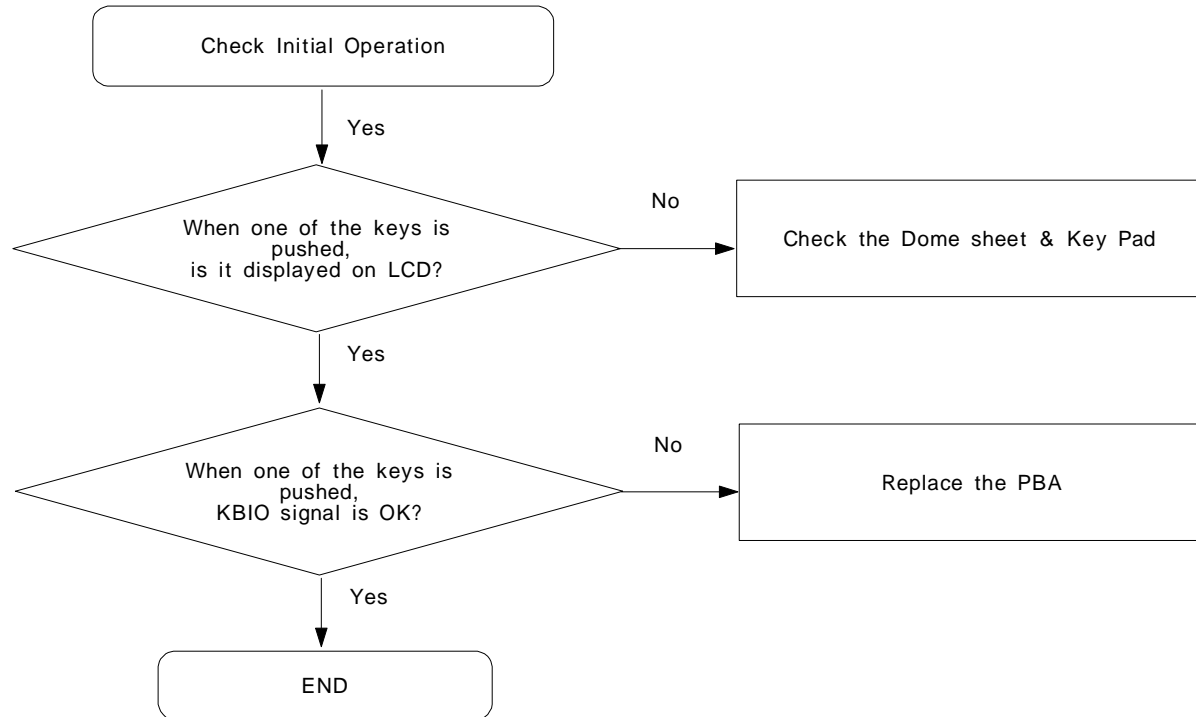 Check Initial Operation
Yes
When one of the keys is
pushed,
is it displayed on LCD?
No
Check the Dome sheet & Key Pad
Yes
When one of the keys is
pushed,
KBIO signal is OK?
No
Replace the PBA
Yes
END